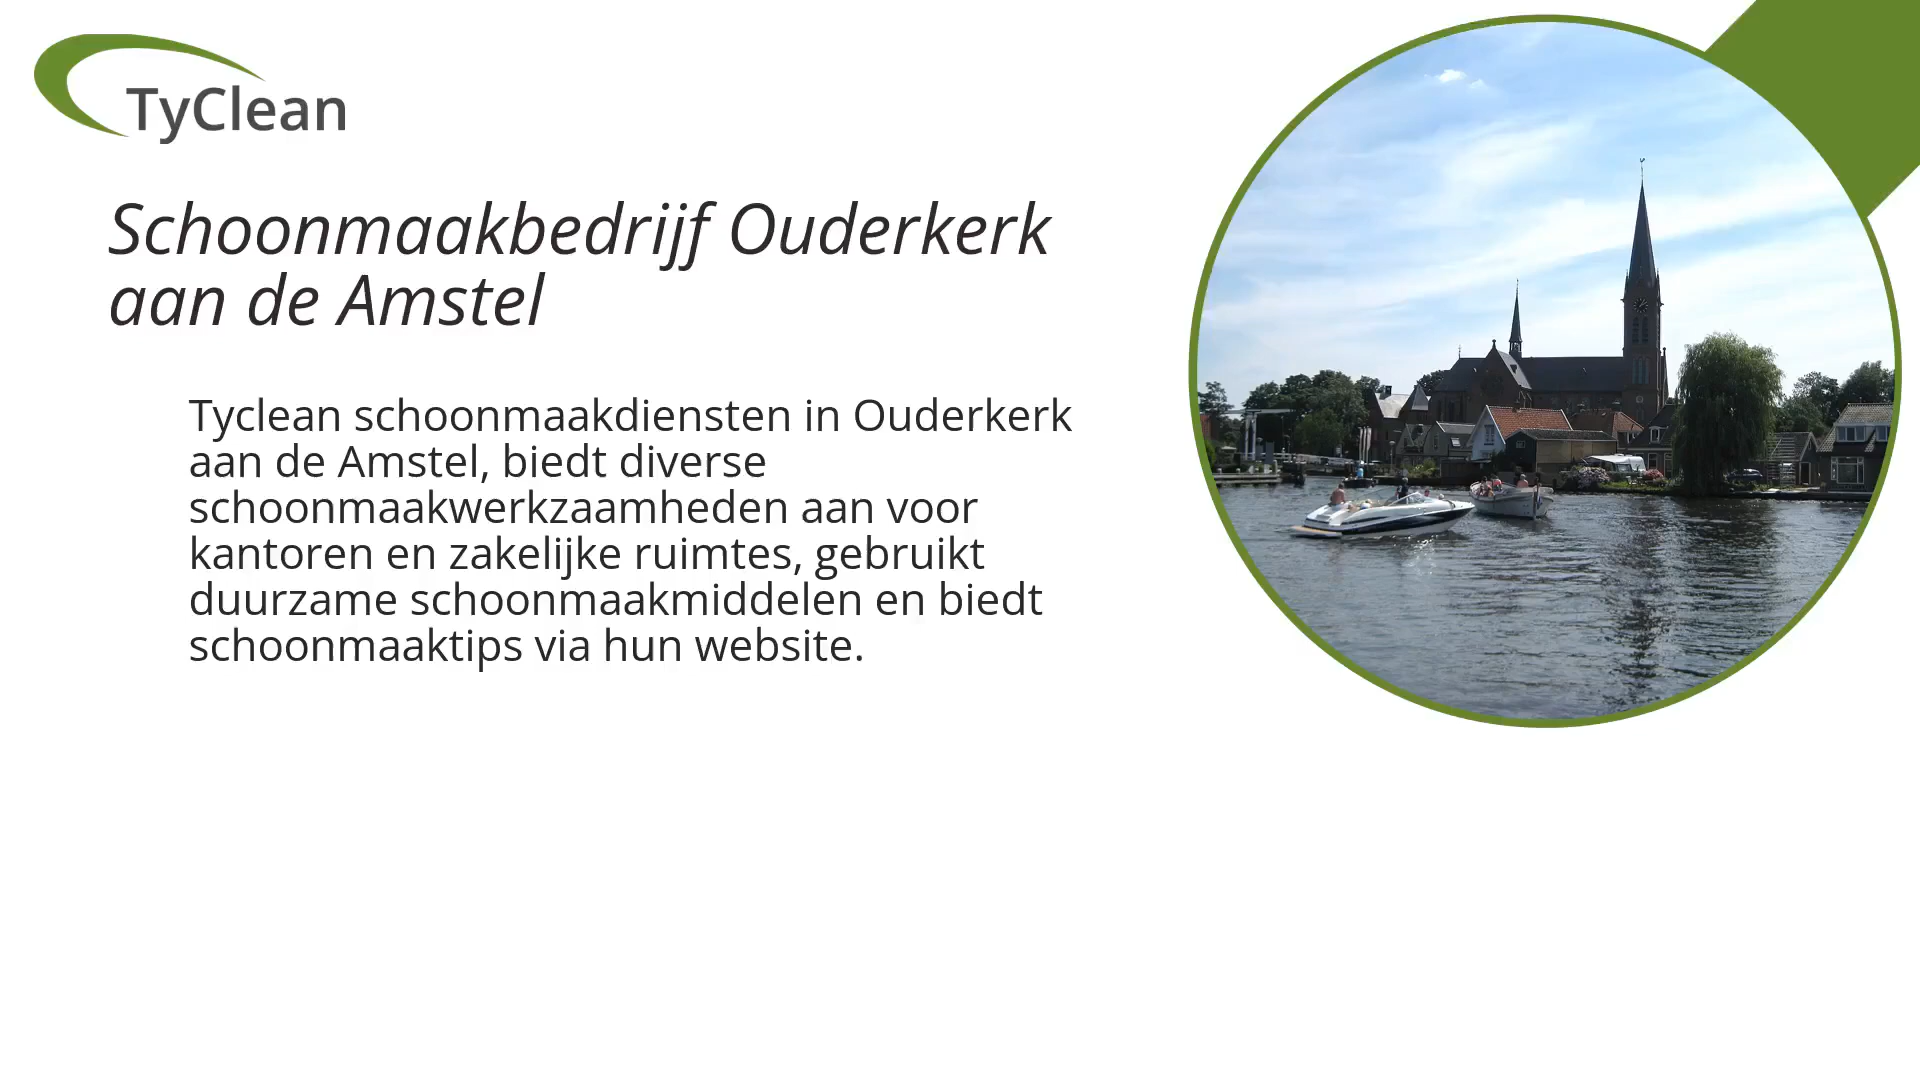 TyClean
Schoonmaakbedrijf Ouderkerk
aan de Amstel
Tyclean schoonmaakdiensten in Ouderkerk
aan de Amstel, biedt diverse
schoonmaakwerkzaamheden aan voor
kantoren en zakelijke ruimtes, gebruikt
duurzame schoonmaakmiddelen en biedt
schoonmaaktips via hun website.